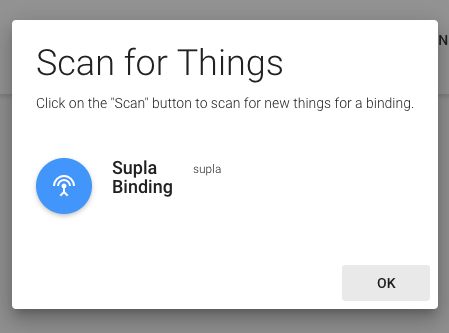 Scan for Things
Click on the "Scan" button to scan for new things for a binding.
Supla
Binding
supla
OK
N